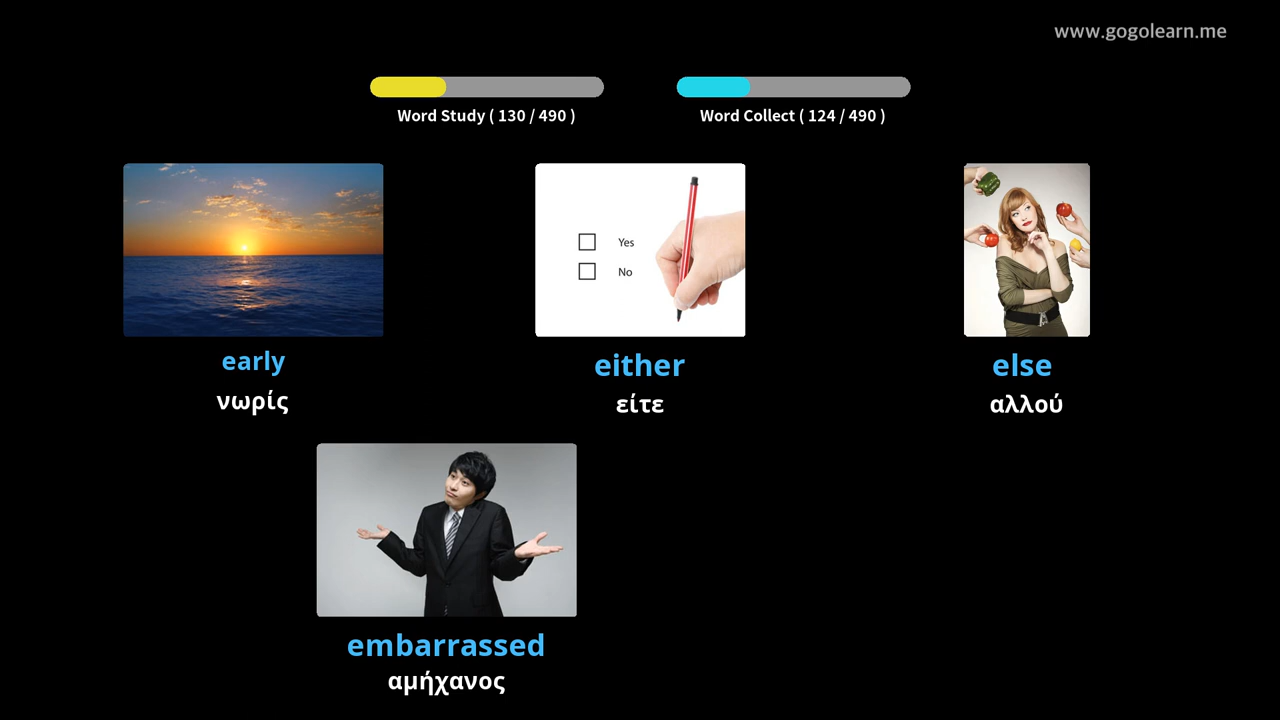 www.gogolearn.me
Word Study ( 130 / 490 )
Word Collect ( 124 / 490 )
Yes
No
early
νωρίς
either
είτε
else
αλλού
embarrassed
αμήχανος